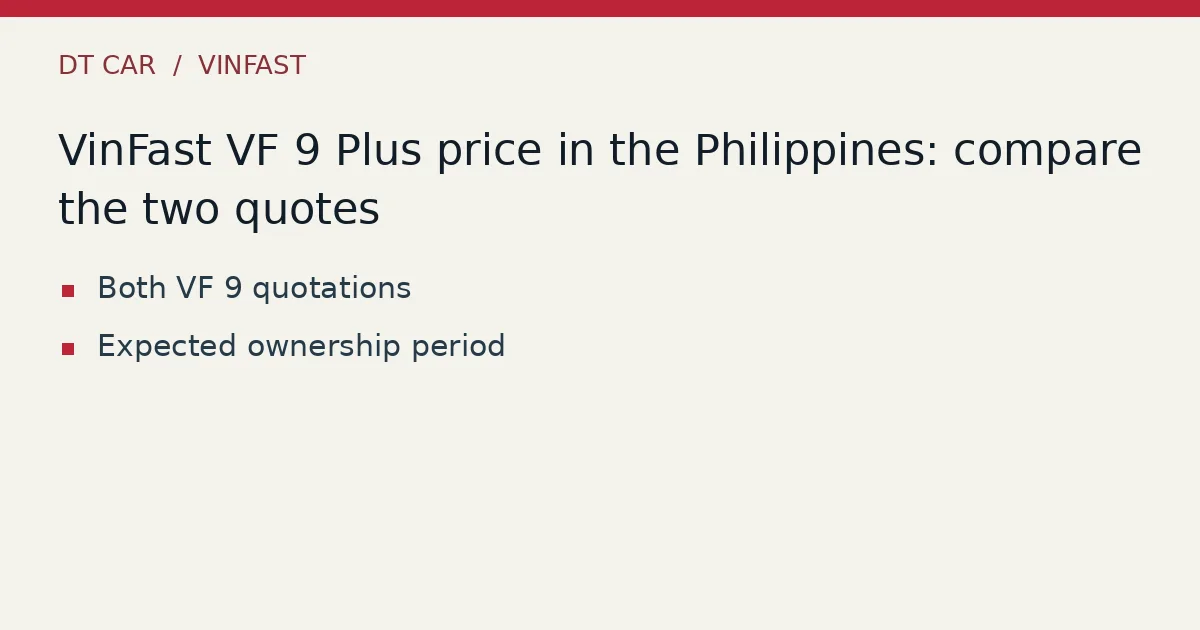 DT CAR / VINFAST
VinFast VF 9 Plus price in the Philippines: compare
the two quotes
Both VF 9 quotations
Expected ownership period